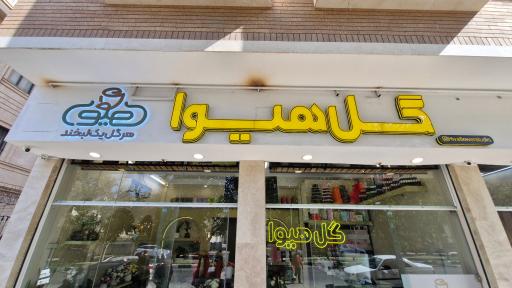 هیوا
هر گل یک لبخند
گل هیوا
گل هیوا